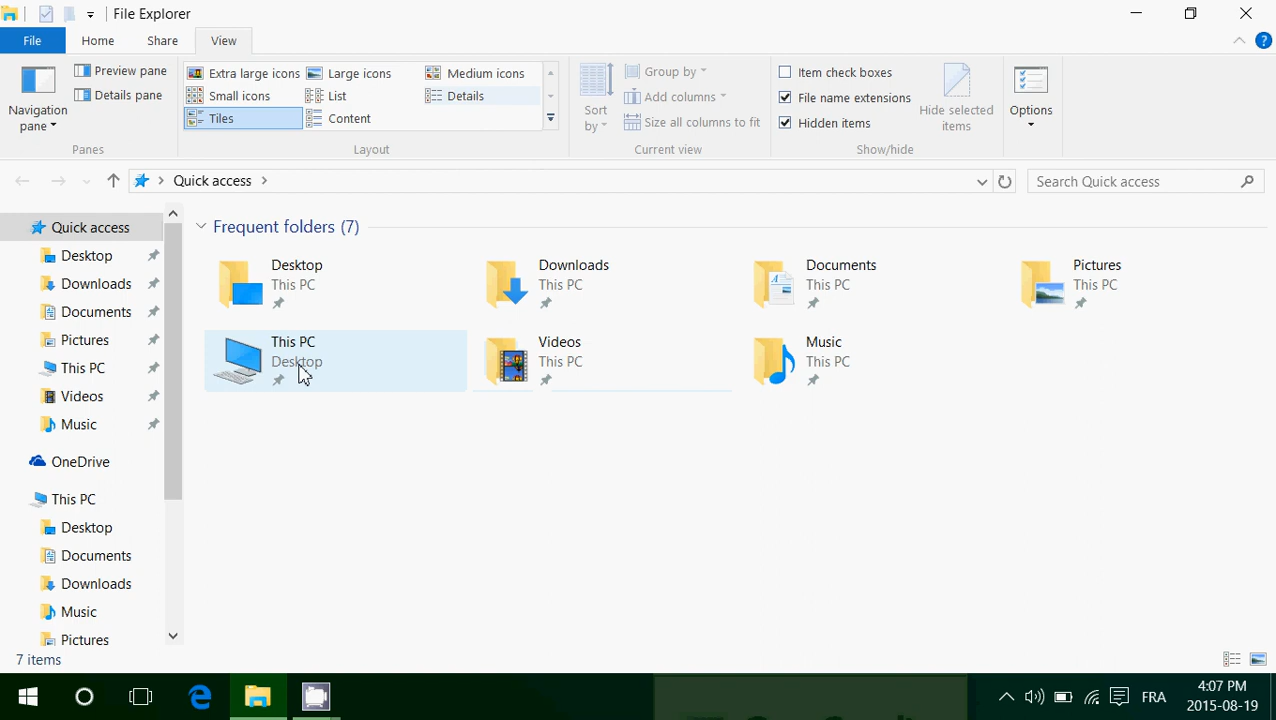 File Explorer
File Home Share View
Navigation pane
Preview pane
Details pane
Panes
Extra large icons Large icons Medium icons
Small icons List Details
Tiles Content
Layout
Sort by
Group by
Add columns
Size all columns to fit
Current view
Item check boxes
File name extensions
Hidden items
Hide selected items
Show/hide
Options
Quick access
Search Quick access
Quick access
Desktop
Downloads
Documents
Pictures
This PC
Videos
Music
OneDrive
This PC
Desktop
Documents
Downloads
Music
Pictures
Frequent folders (7)
Desktop
This PC
Downloads
This PC
Documents
This PC
Pictures
This PC
This PC
Desktop
Videos
This PC
Music
This PC
7 items
FRA
4:07 PM
2015-08-19